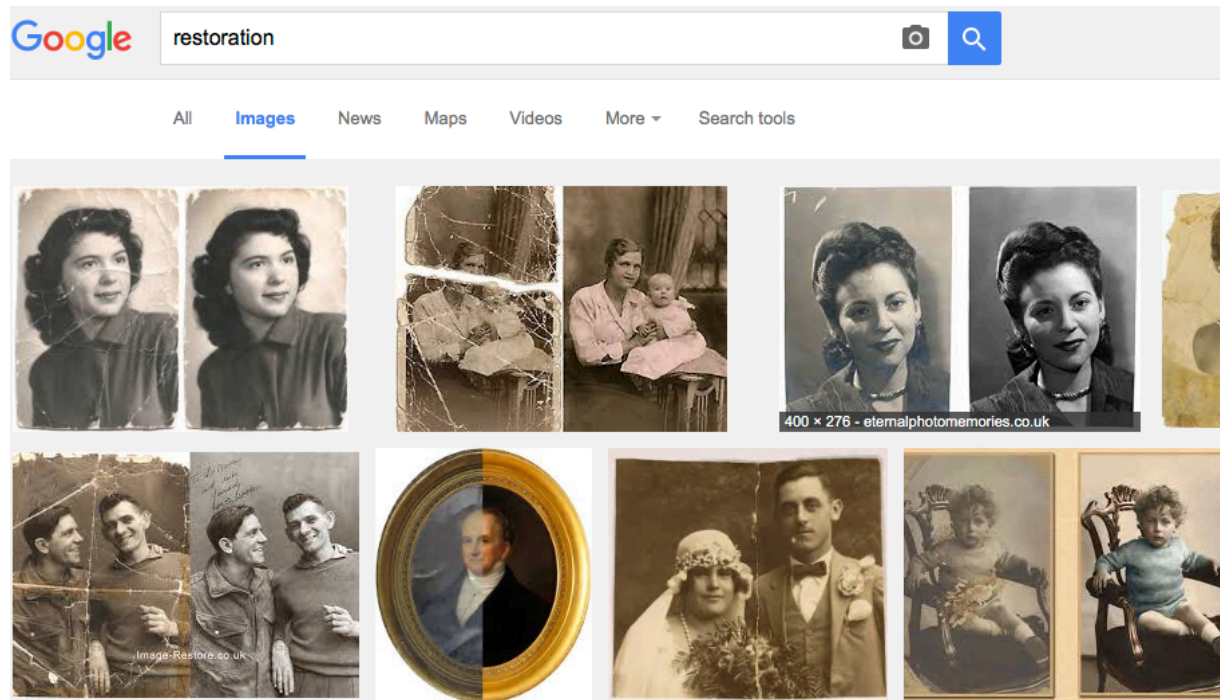 Google
restoration
All Images News Maps Videos More Search tools
400 × 276 - eternalphotomemories.co.uk
Image-Restore.co.uk